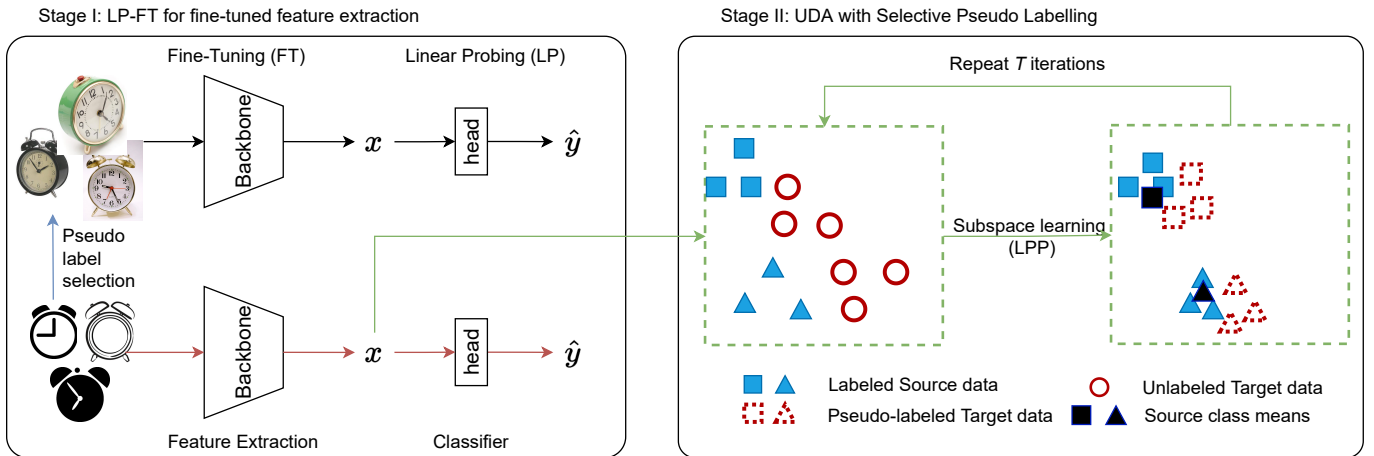 Stage I: LP-FT for fine-tuned feature extraction
Fine-Tuning (FT)
Linear Probing (LP)
Backbone
x
head
ŷ
Pseudo
label
selection
Backbone
x
head
ŷ
Feature Extraction
Classifier
Stage II: UDA with Selective Pseudo Labelling
Repeat T iterations
Subspace learning
(LPP)
Labeled Source data
Unlabeled Target data
Pseudo-labeled Target data
Source class means